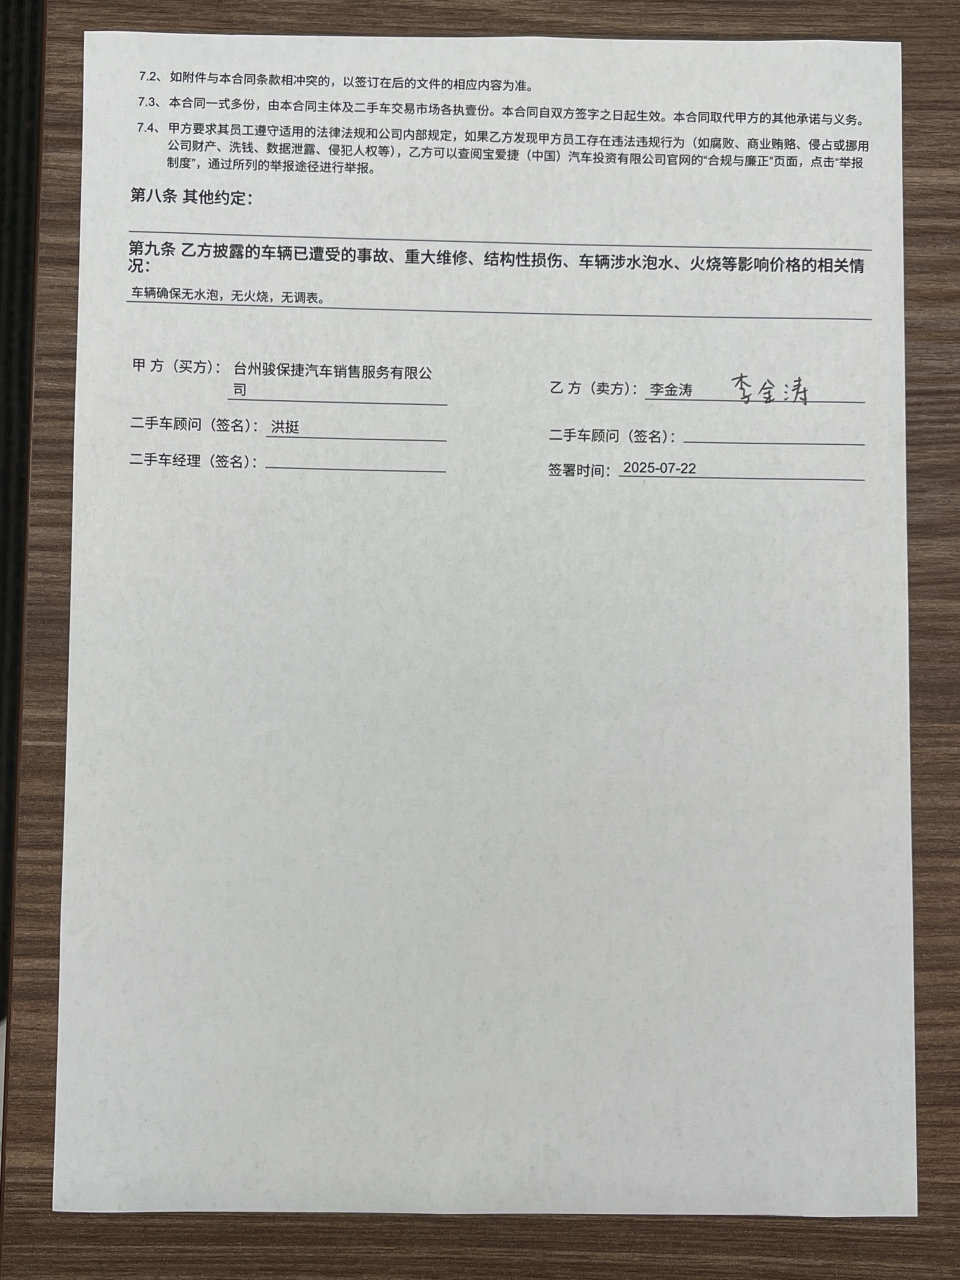 7.2、如附件与本合同条款相冲突的，以签订在后的文件的相应内容为准。
7.3、本合同一式多份，由本合同主体及二手车交易市场各执壹份。本合同自双方签字之日起生效。本合同取代甲方的其他承诺与义务。
7.4、甲方要求其员工遵守适用的法律法规和公司内部规定，如果乙方发现甲方员工存在违法违规行为（如腐败、商业贿赂、侵占或挪用
公司财产、洗钱、数据泄露、侵犯人权等），乙方可以查阅宝爱捷（中国）汽车投资有限公司官网的“合规与廉正”页面，点击“举报
制度”，通过所列的举报途径进行举报。
第八条 其他约定：
第九条 乙方披露的车辆已遭受的事故、重大维修、结构性损伤、车辆涉水泡水、火烧等影响价格的相关情
况：
车辆确保无水泡，无火烧，无调表。
甲 方（买方）： 台州骏保捷汽车销售服务有限公
司
乙 方（卖方）： 李金涛 李金涛
二手车顾问（签名）： 洪挺
二手车顾问（签名）：
二手车经理（签名）：
签署时间： 2025-07-22